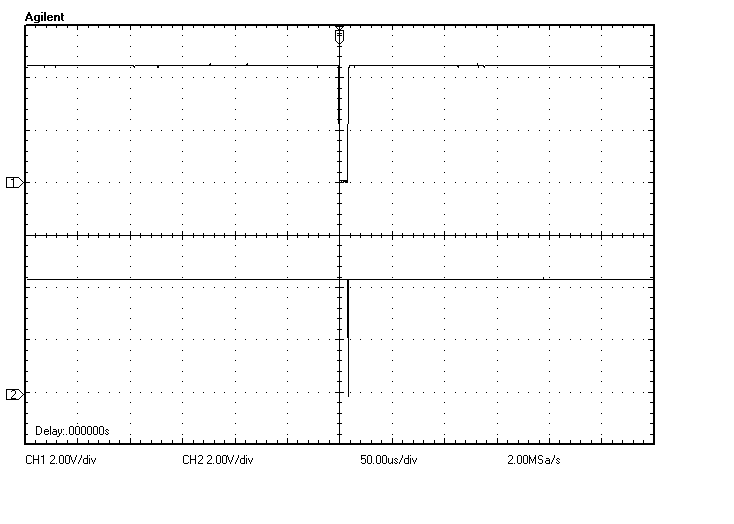 Agilent
1
2
Delay:.000000s
CH1 2.00V/div CH2 2.00V/div 50.00us/div 2.00MSa/s